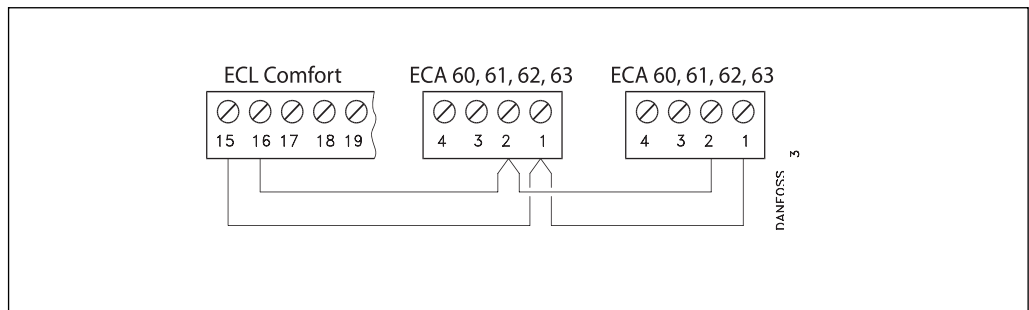 ECL Comfort
15 16 17 18 19
ECA 60, 61, 62, 63
4 3 2 1
ECA 60, 61, 62, 63
4 3 2 1
DANFOSS 3